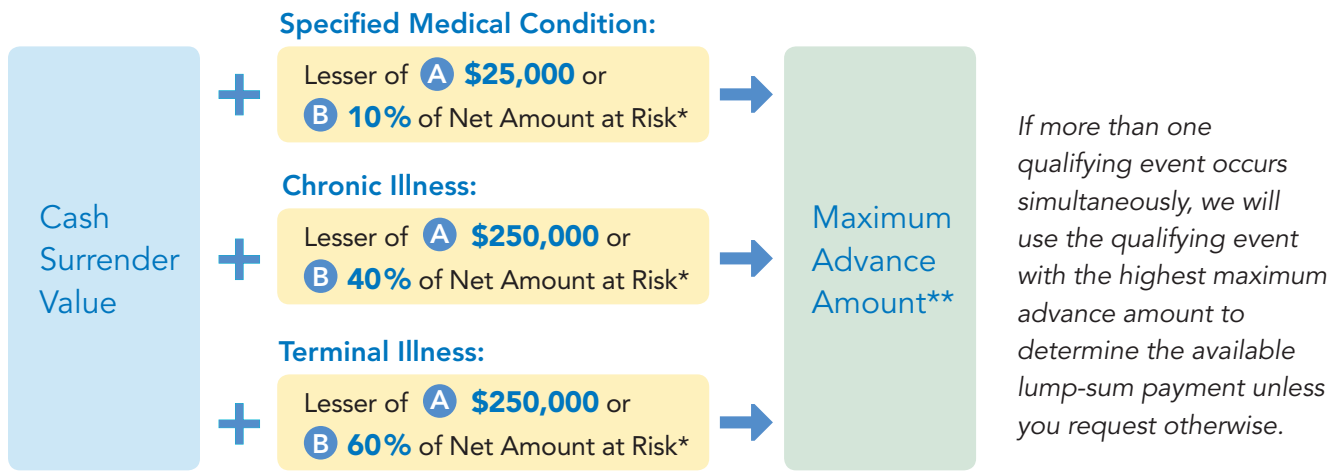 Cash
Surrender
Value
Specified Medical Condition:
Lesser of A $25,000 or
B 10% of Net Amount at Risk*
Chronic Illness:
Lesser of A $250,000 or
B 40% of Net Amount at Risk*
Terminal Illness:
Lesser of A $250,000 or
B 60% of Net Amount at Risk*
Maximum
Advance
Amount**
If more than one
qualifying event occurs
simultaneously, we will
use the qualifying event
with the highest maximum
advance amount to
determine the available
lump-sum payment unless
you request otherwise.